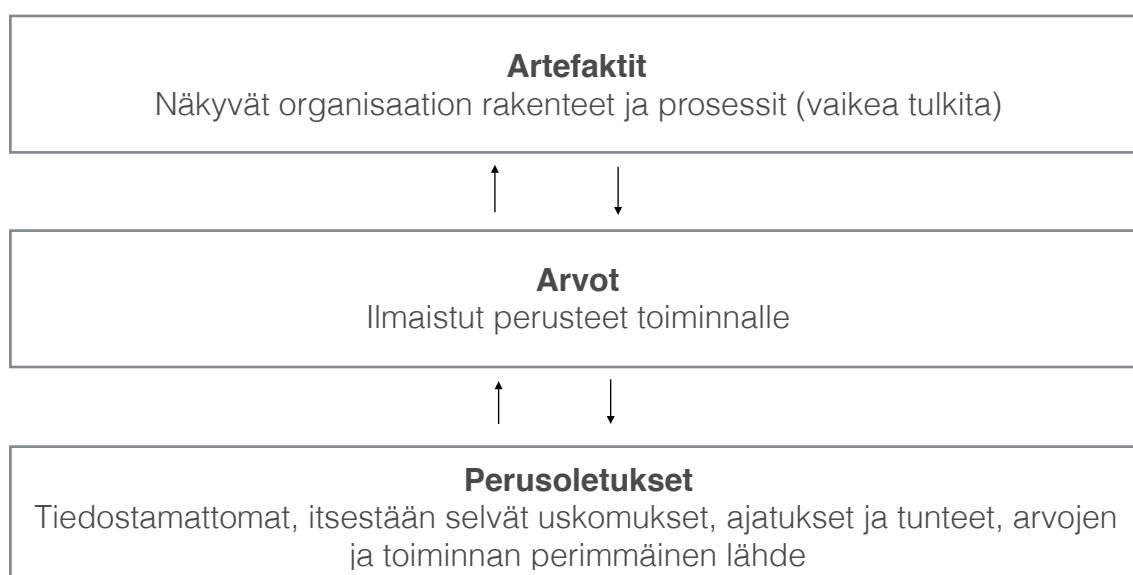 Artefaktit
Näkyvät organisaation rakenteet ja prosessit (vaikea tulkita)
Arvot
Ilmaistut perusteet toiminnalle
Perusoletukset
Tiedostamattomat, itsestään selvät uskomukset, ajatukset ja tunteet, arvojen
ja toiminnan perimmäinen lähde